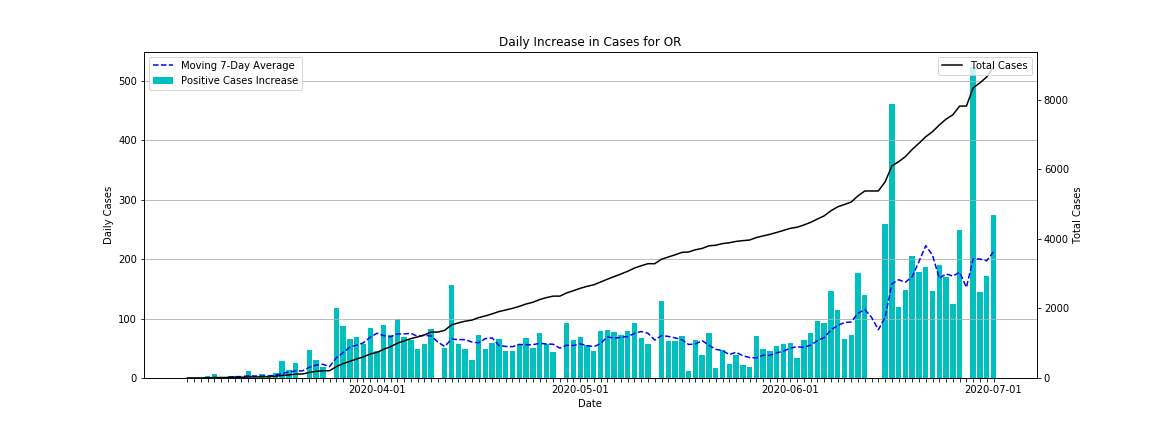 Daily Increase in Cases for OR
Moving 7-Day Average
Positive Cases Increase
Total Cases
500
400
300
200
100
0
8000
6000
4000
2000
0
Daily Cases
Total Cases
2020-04-01
2020-05-01
2020-06-01
2020-07-01
Date